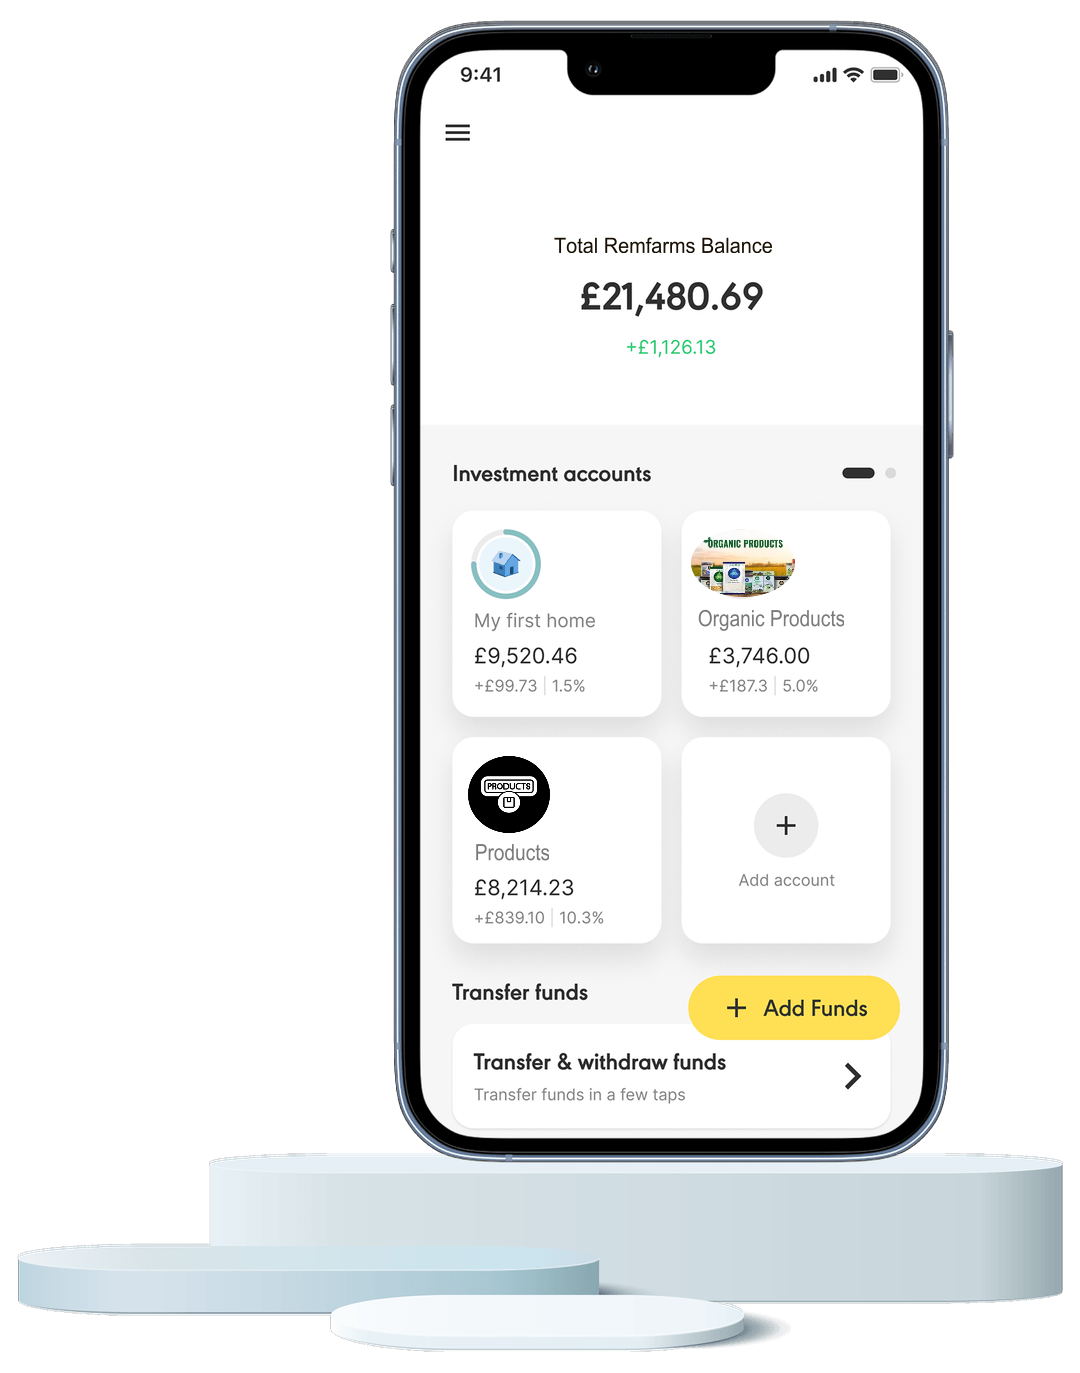 9:41
Total Remfarms Balance
£21,480.69
+£1,126.13
Investment accounts
My first home
£9,520.46
+£99.73 | 1.5%
ORGANIC PRODUCTS
Organic Products
£3,746.00
+£187.3 | 5.0%
PRODUCTS
Products
£8,214.23
+£839.10 | 10.3%
+
Add account
Transfer funds
+ Add Funds
Transfer & withdraw funds
Transfer funds in a few taps